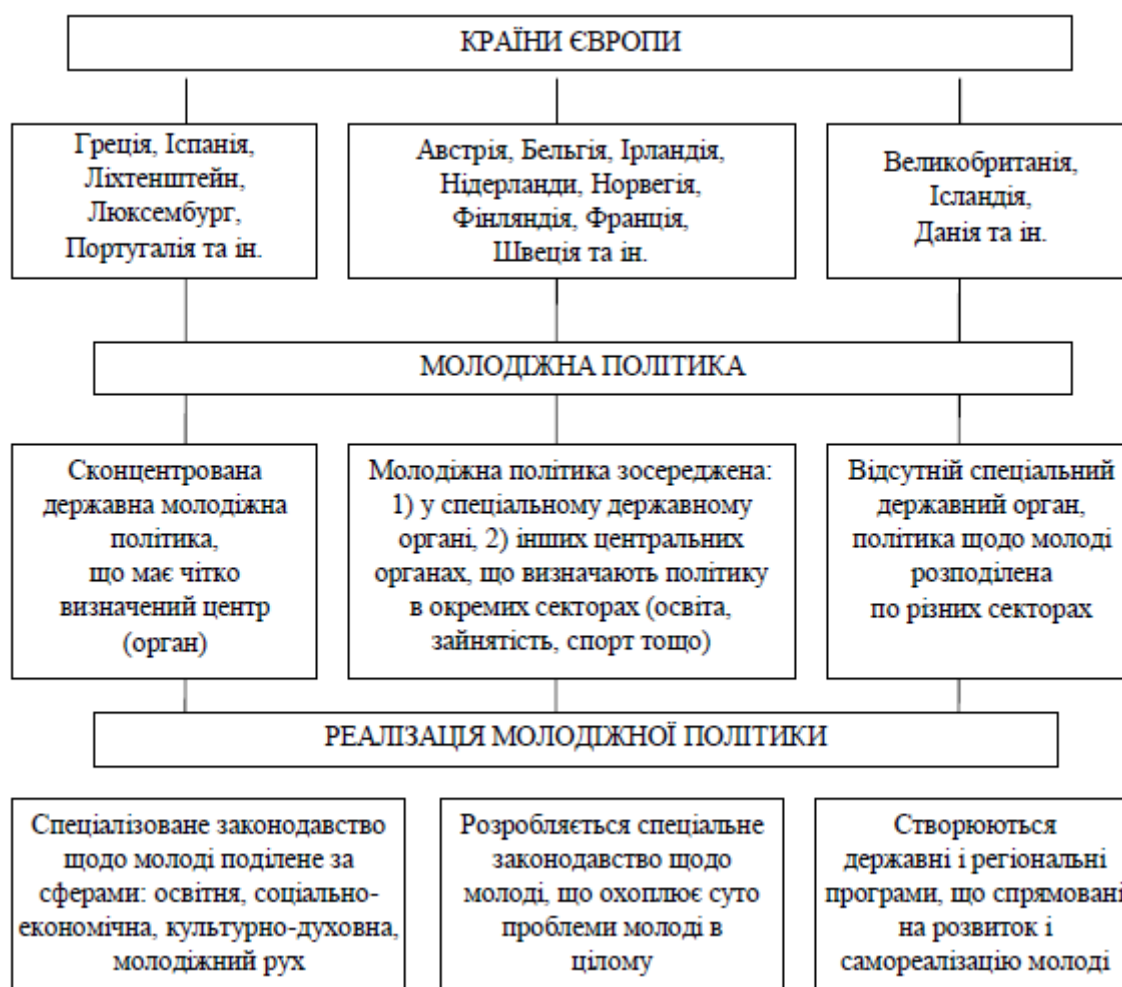 КРАЇНИ ЄВРОПИ
Греція, Іспанія,
Ліхтенштейн,
Люксембург,
Португалія та ін.
Австрія, Бельгія, Ірландія,
Нідерланди, Норвегія,
Фінляндія, Франція,
Швеція та ін.
Великобританія,
Ісландія,
Данія та ін.
МОЛОДІЖНА ПОЛІТИКА
Сконцентрована
державна молодіжна
політика,
що має чітко
визначений центр
(орган)
Молодіжна політика зосереджена:
1) у спеціальному державному
органі, 2) інших центральних
органах, що визначають політику
в окремих секторах (освіта,
зайнятість, спорт тощо)
Відсутній спеціальний
державний орган,
політика щодо молоді
розподілена
по різних секторах
РЕАЛІЗАЦІЯ МОЛОДІЖНОЇ ПОЛІТИКИ
Спеціалізоване законодавство
щодо молоді поділене за
сферами: освітня, соціально-
економічна, культурно-духовна,
молодіжний рух
Розробляється спеціальне
законодавство щодо
молоді, що охоплює суто
проблеми молоді в
цілому
Створюються
державні і регіональні
програми, що спрямовані
на розвиток і
самореалізацію молоді